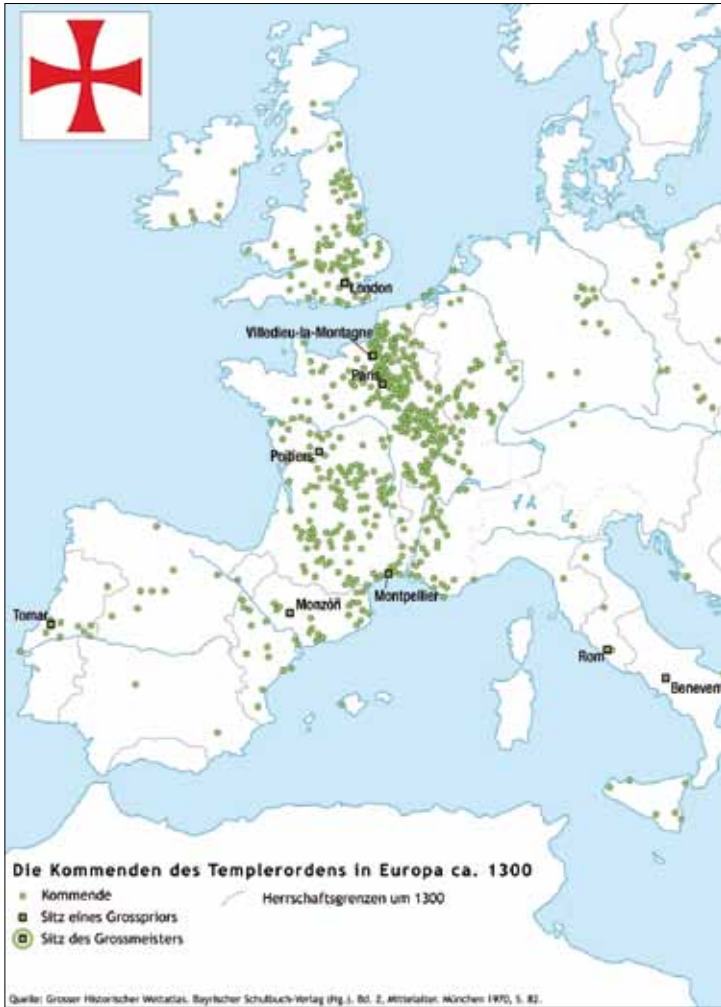 London
Villedieu-la-Montagne
Paris
Poitiers
Montpellier
Monzón
Tomar
Rom
Benevent
Die Kommenden des Templerordens in Europa ca. 1300
Kommende
Herrschaftsgrenzen um 1300
Sitz eines Grosspriors
Sitz des Grossmeisters
Quelle: Grosser Historischer Weltatlas. Bayrischer Schulbuch-Verlag (Hg.). Bd. 2, Mittelalter. München 1970, S. 82.